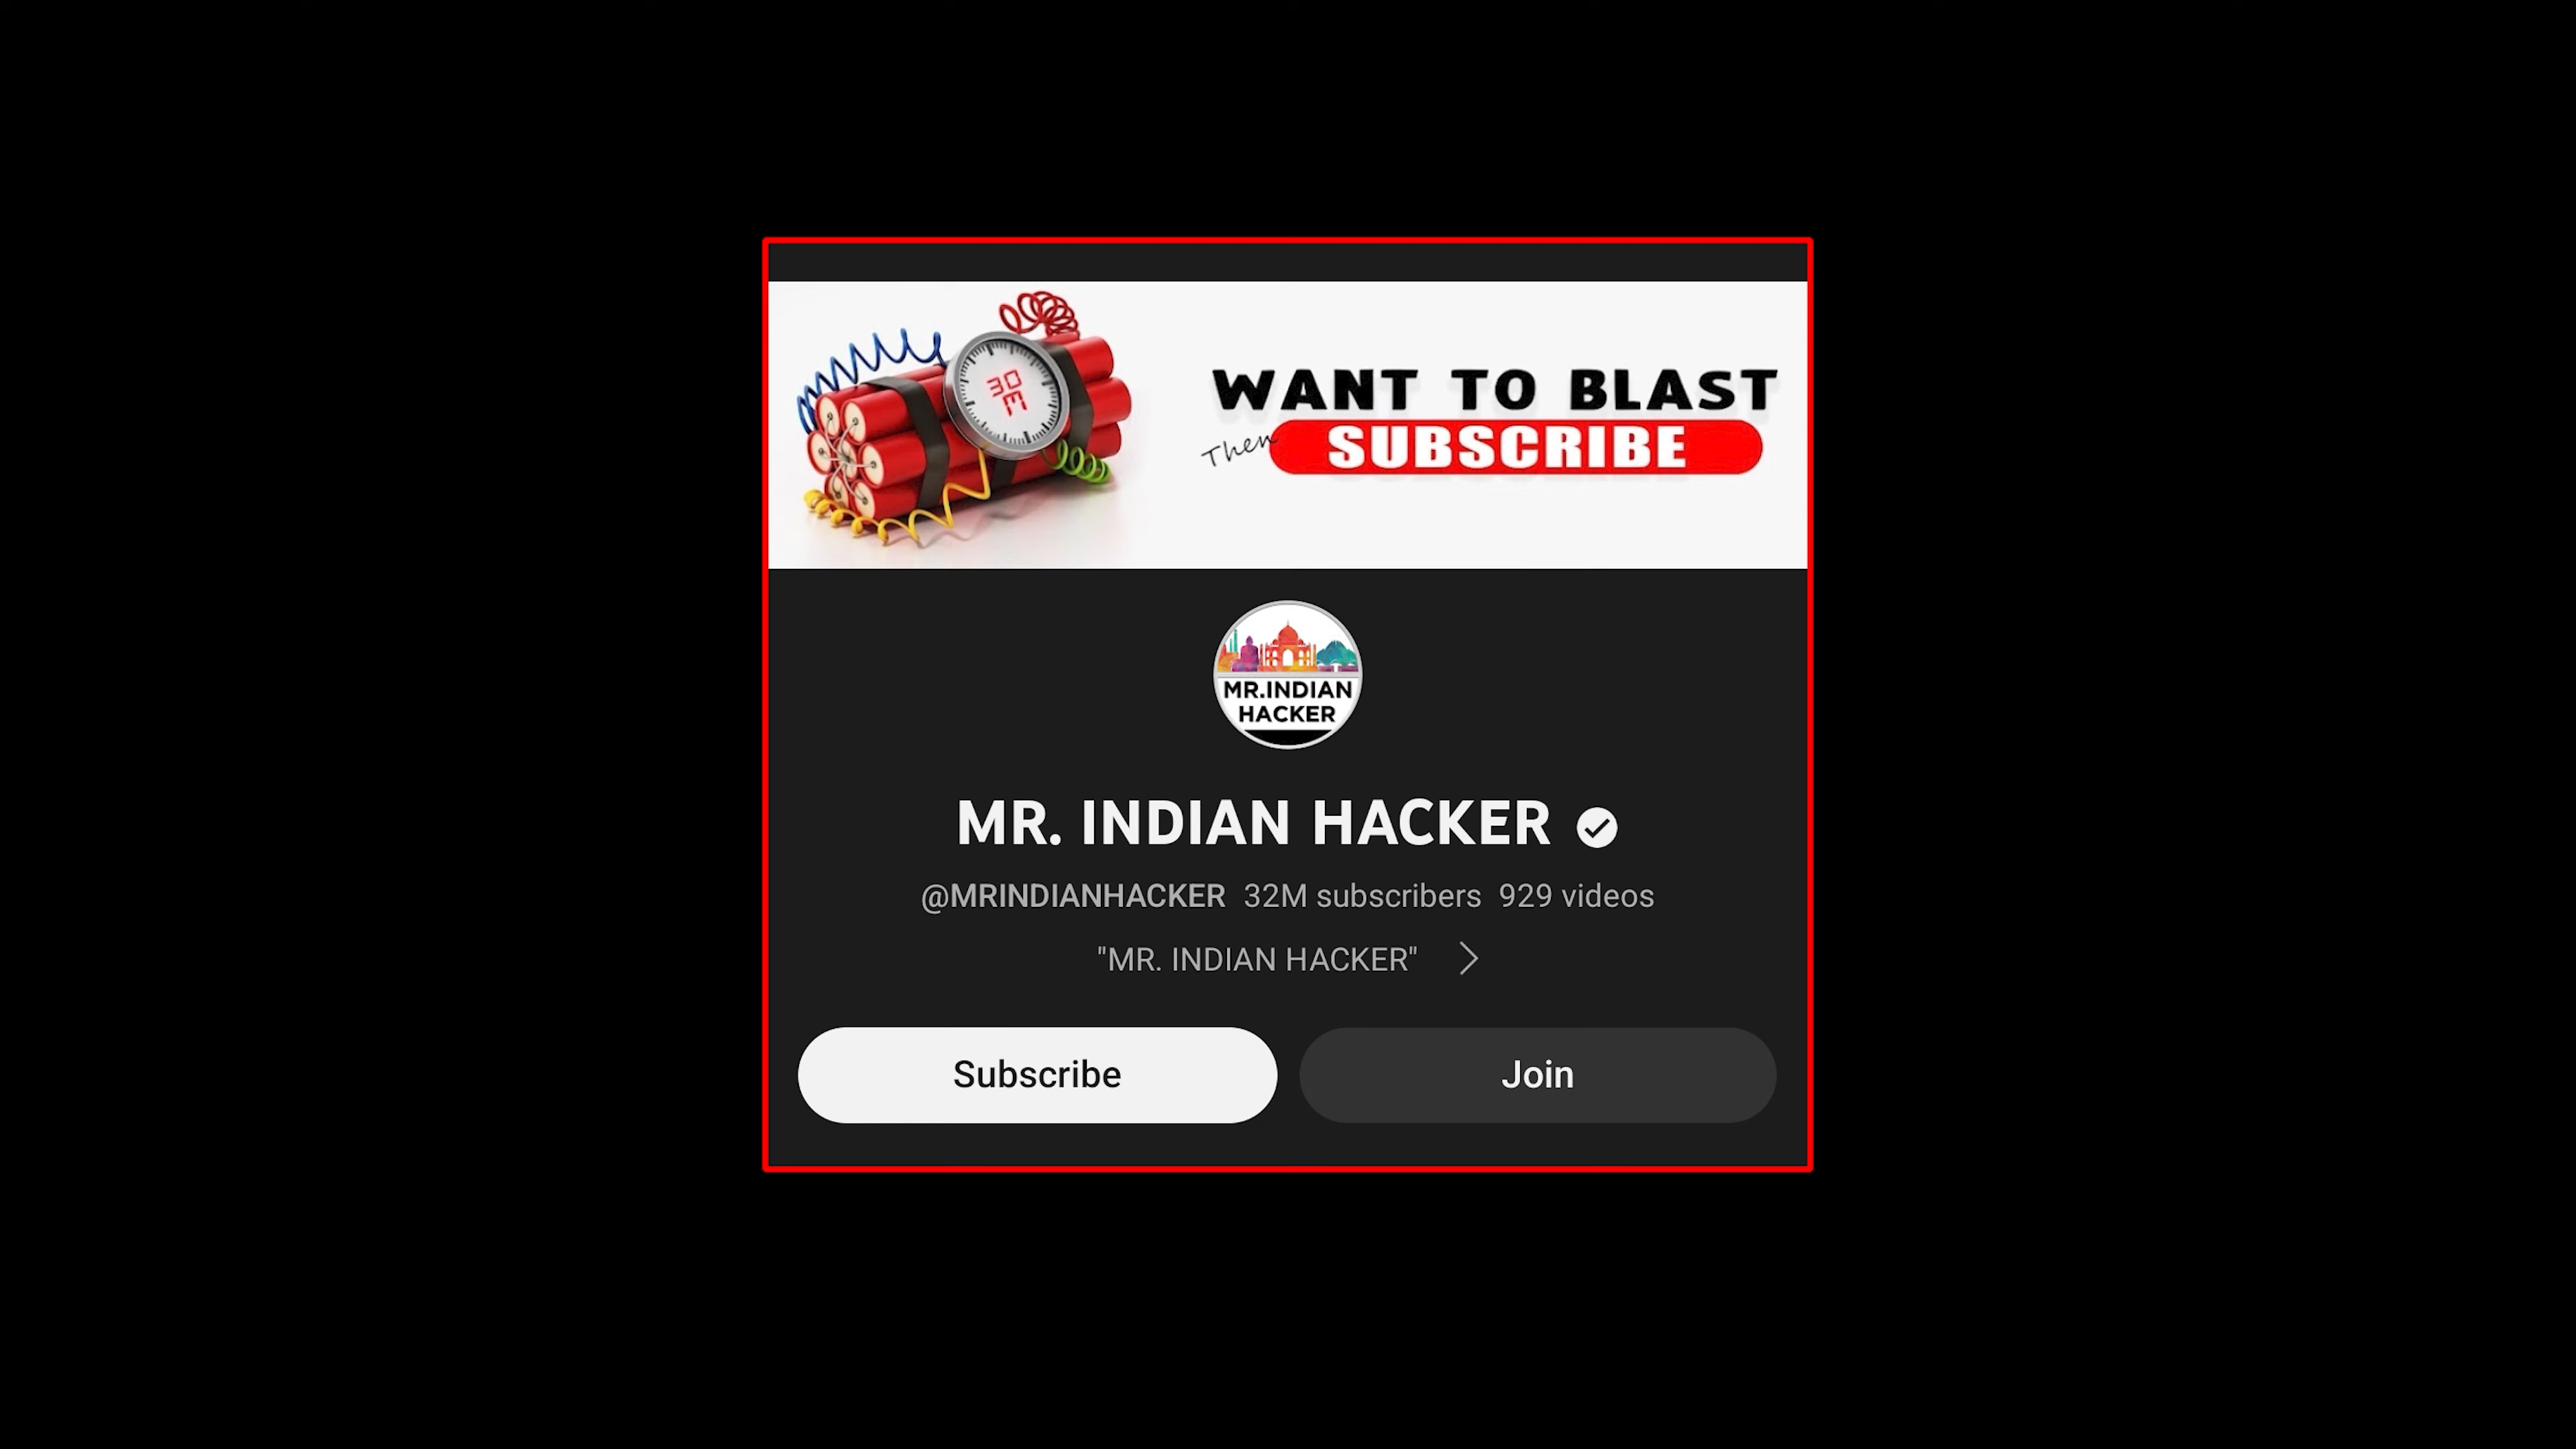 30
M
WANT TO BLAST
Then SUBSCRIBE
MR.INDIAN
HACKER
MR. INDIAN HACKER
@MRINDIANHACKER 32M subscribers 929 videos
"MR. INDIAN HACKER"
Subscribe Join